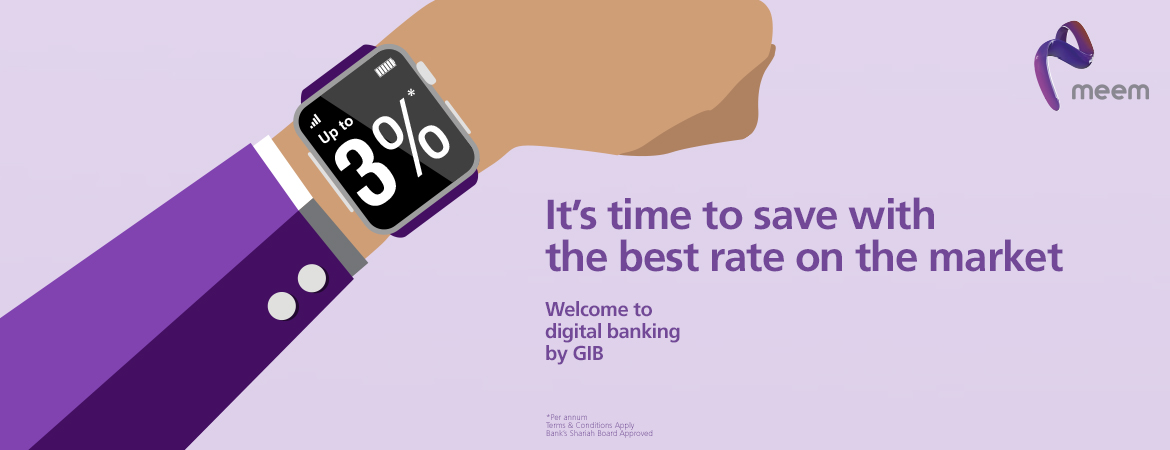 Up to
3%*
meem
It's time to save with
the best rate on the market
Welcome to
digital banking
by GIB
*Per annum
Terms & Conditions Apply
Bank's Shariah Board Approved